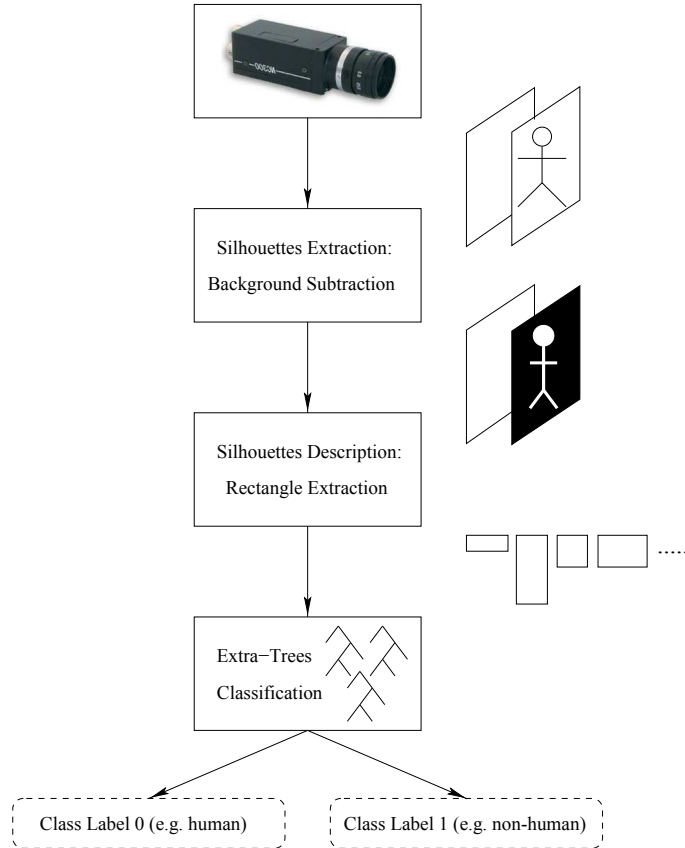 WC300
Silhouettes Extraction:
Background Subtraction
Silhouettes Description:
Rectangle Extraction
.....
Extra−Trees
Classification
Class Label 0 (e.g. human)
Class Label 1 (e.g. non-human)